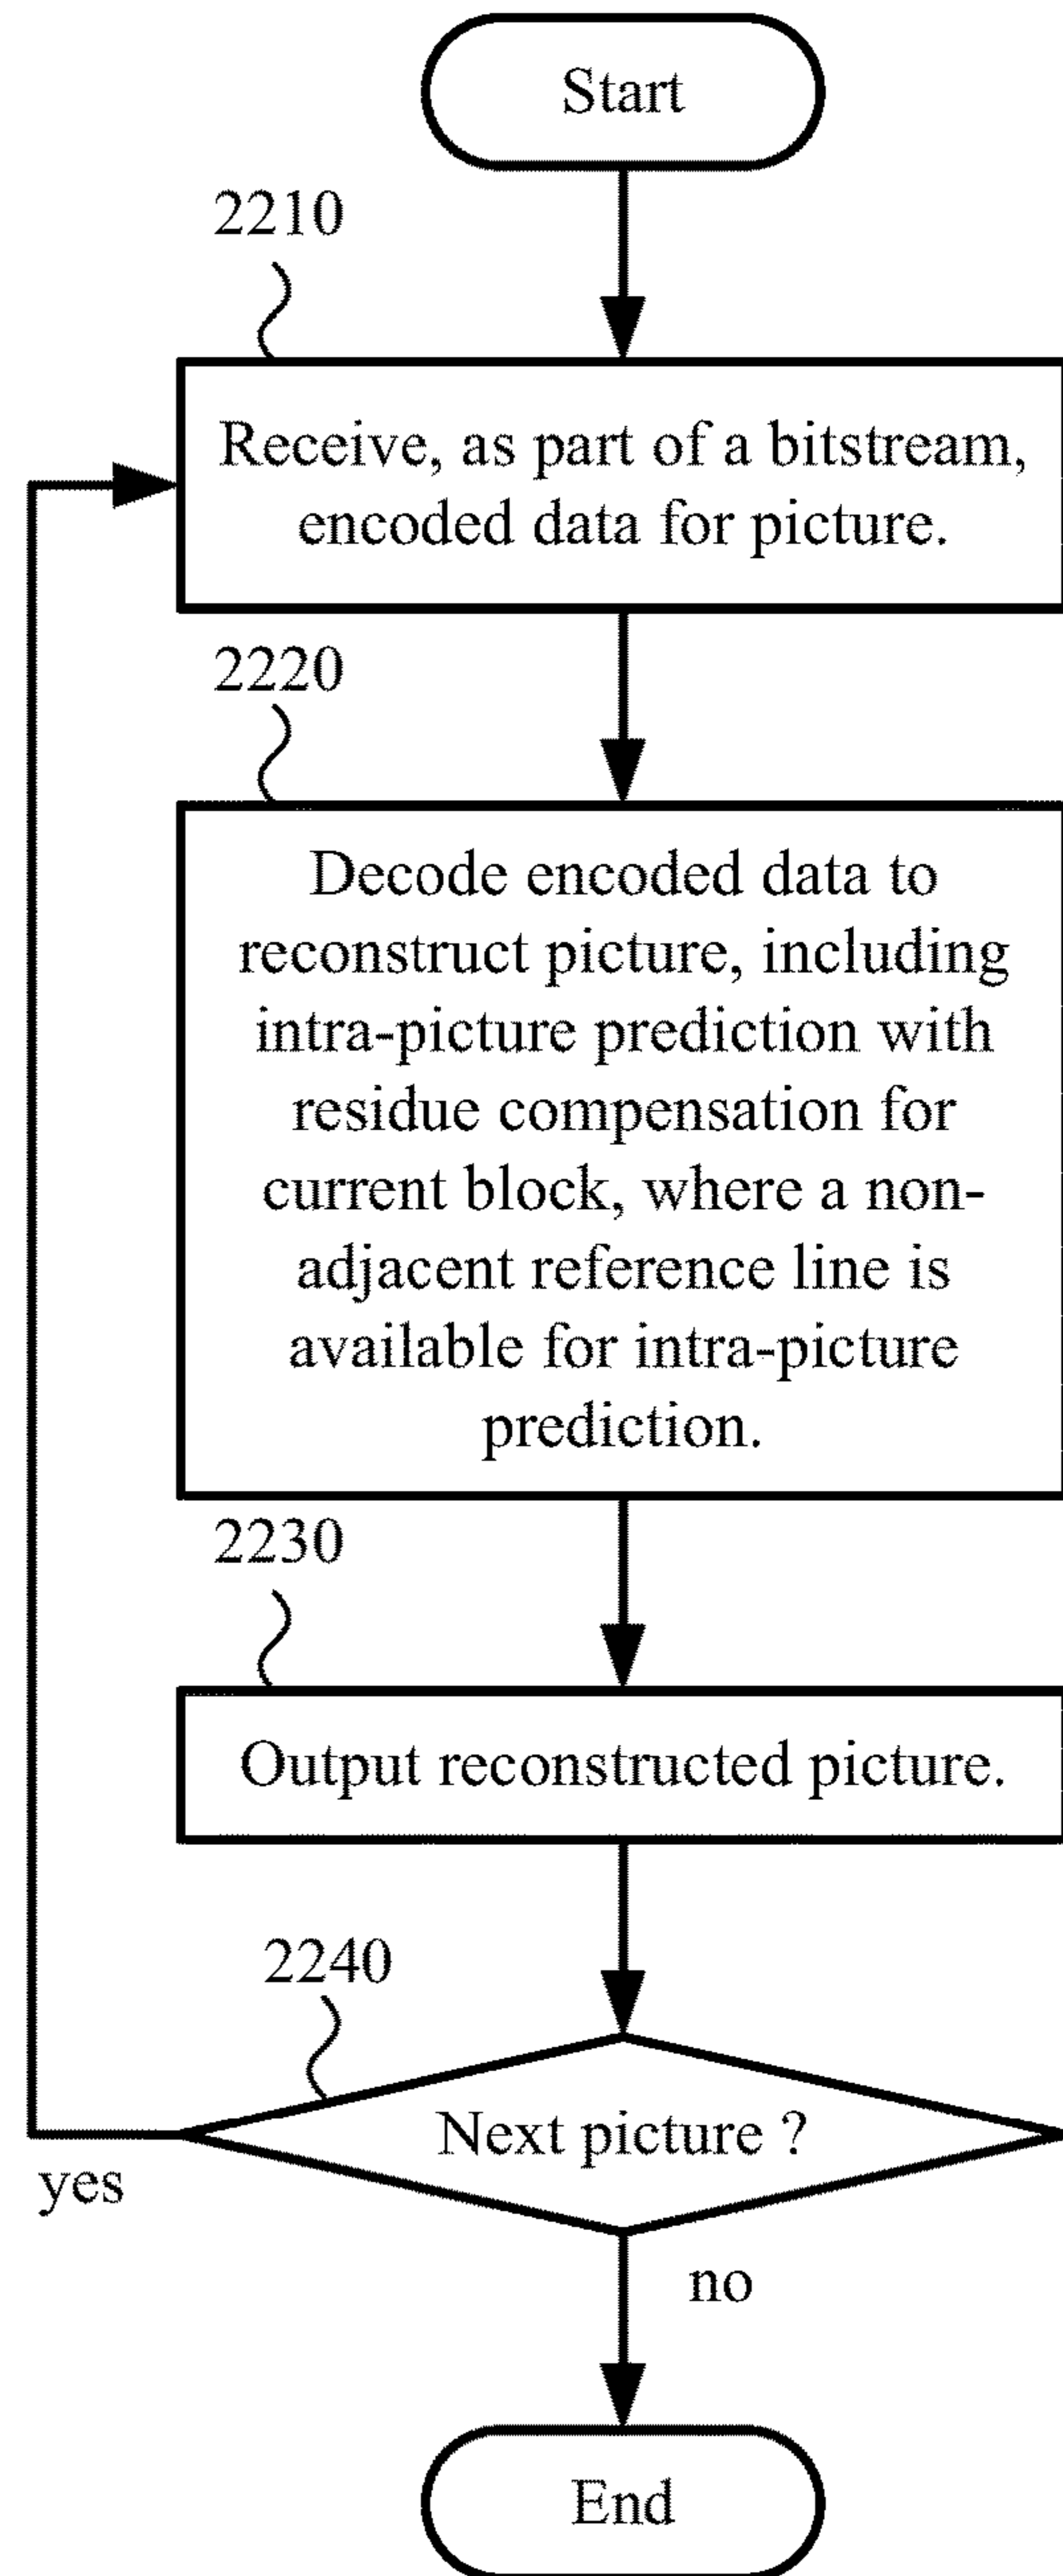 Start
2210
Receive, as part of a bitstream,
encoded data for picture.
2220
Decode encoded data to
reconstruct picture, including
intra-picture prediction with
residue compensation for
current block, where a non-
adjacent reference line is
available for intra-picture
prediction.
2230
Output reconstructed picture.
2240
Next picture ?
yes
no
End